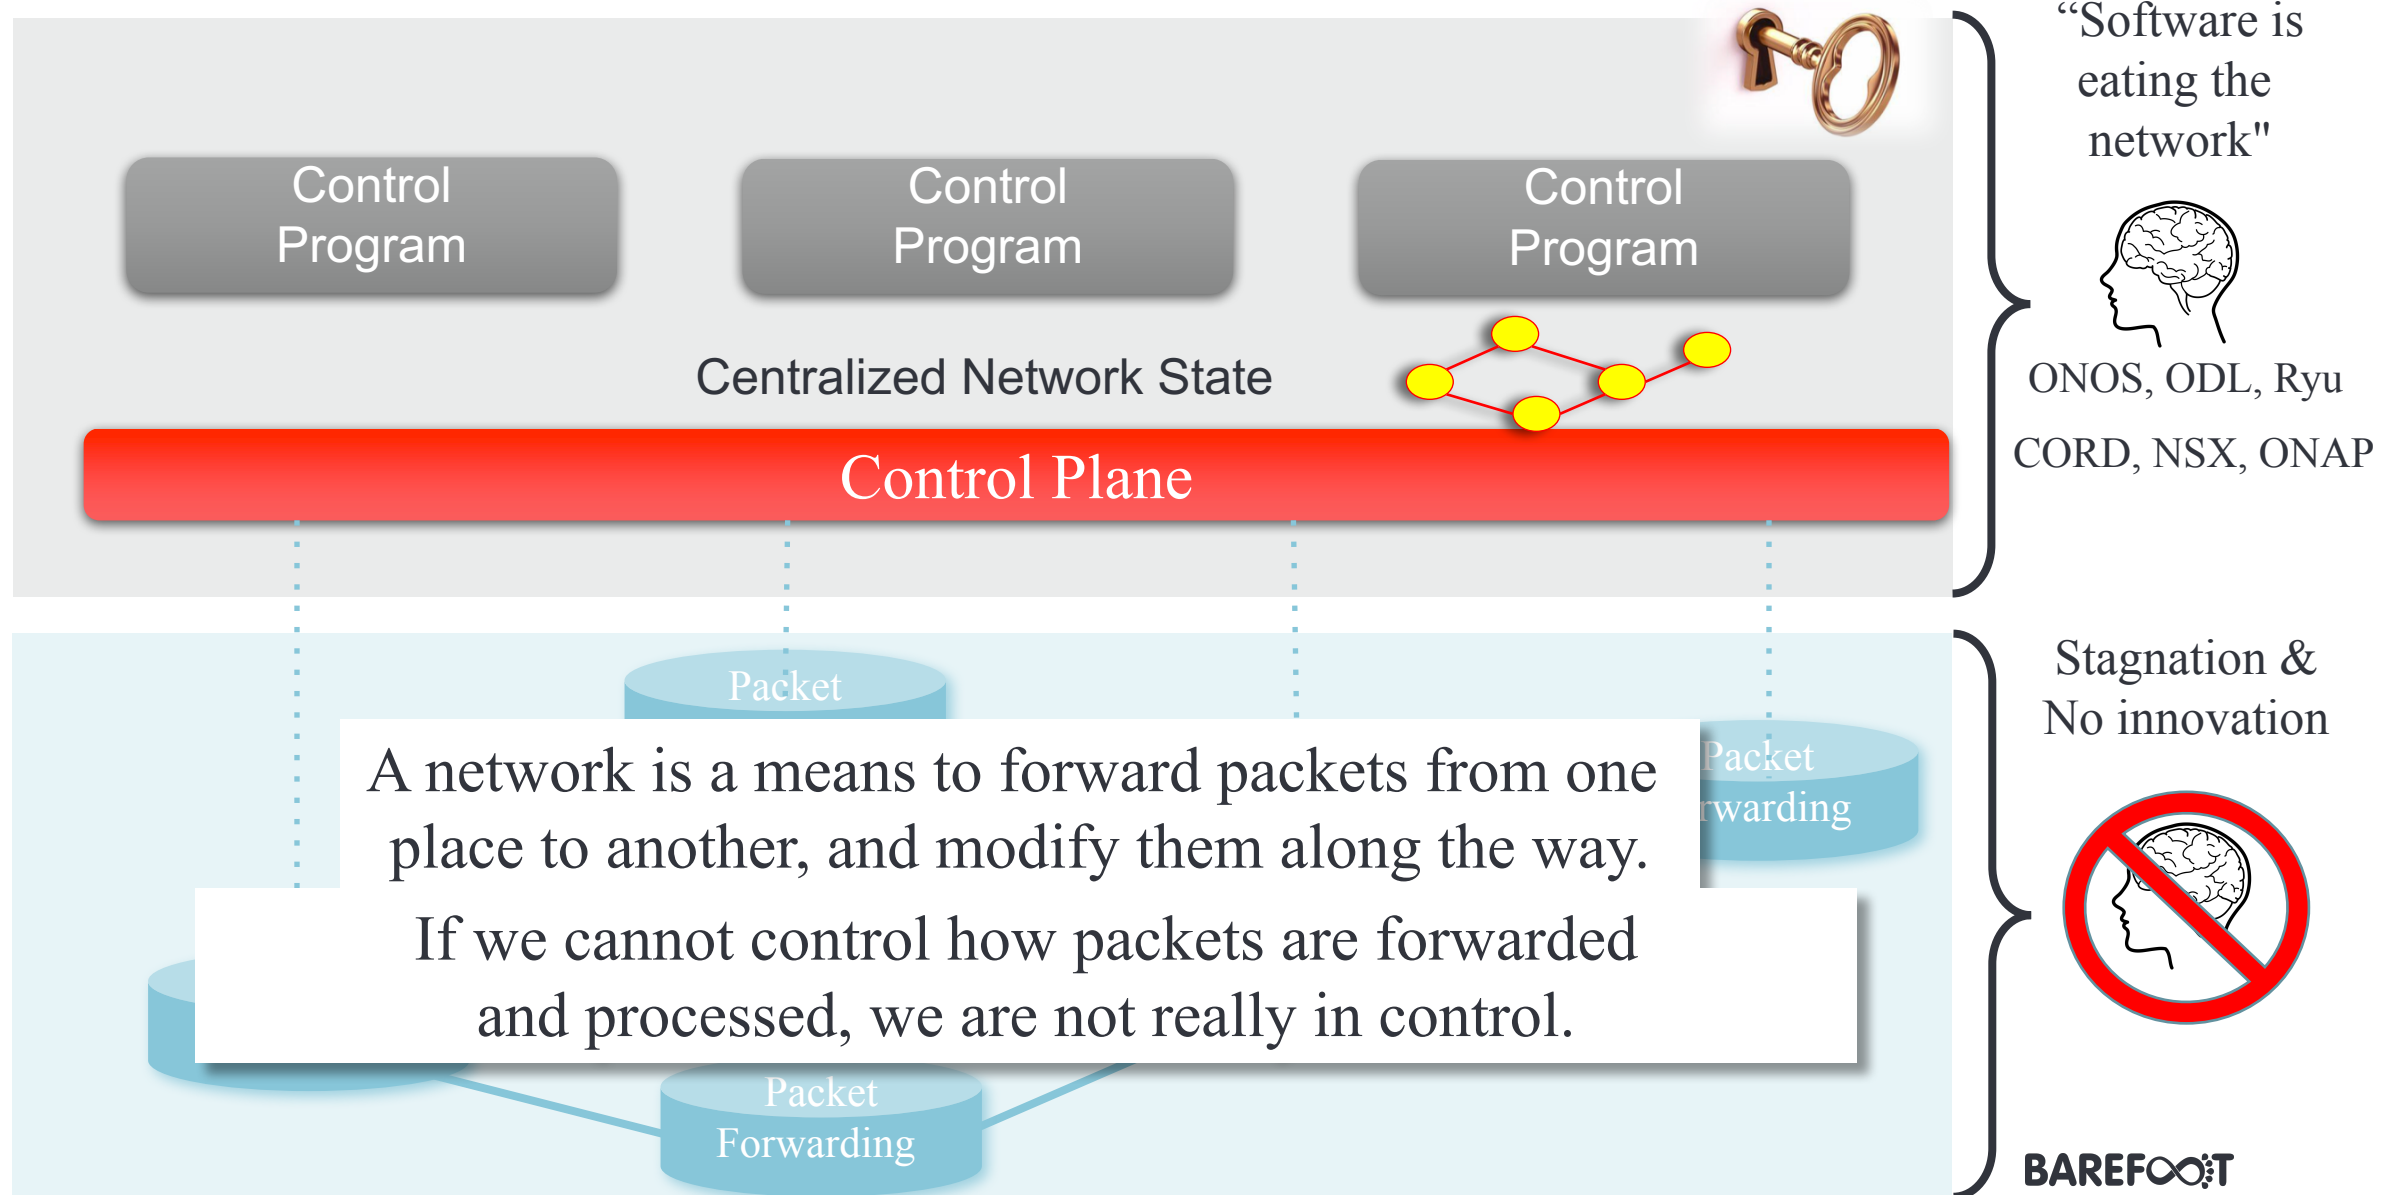 “Software is
eating the
network"
Control
Program
Control
Program
Control
Program
Centralized Network State
ONOS, ODL, Ryu
CORD, NSX, ONAP
Control Plane
Stagnation &
No innovation
Packet
Packet
rwarding
A network is a means to forward packets from one
place to another, and modify them along the way.
If we cannot control how packets are forwarded
and processed, we are not really in control.
Packet
Forwarding
BAREFOOT